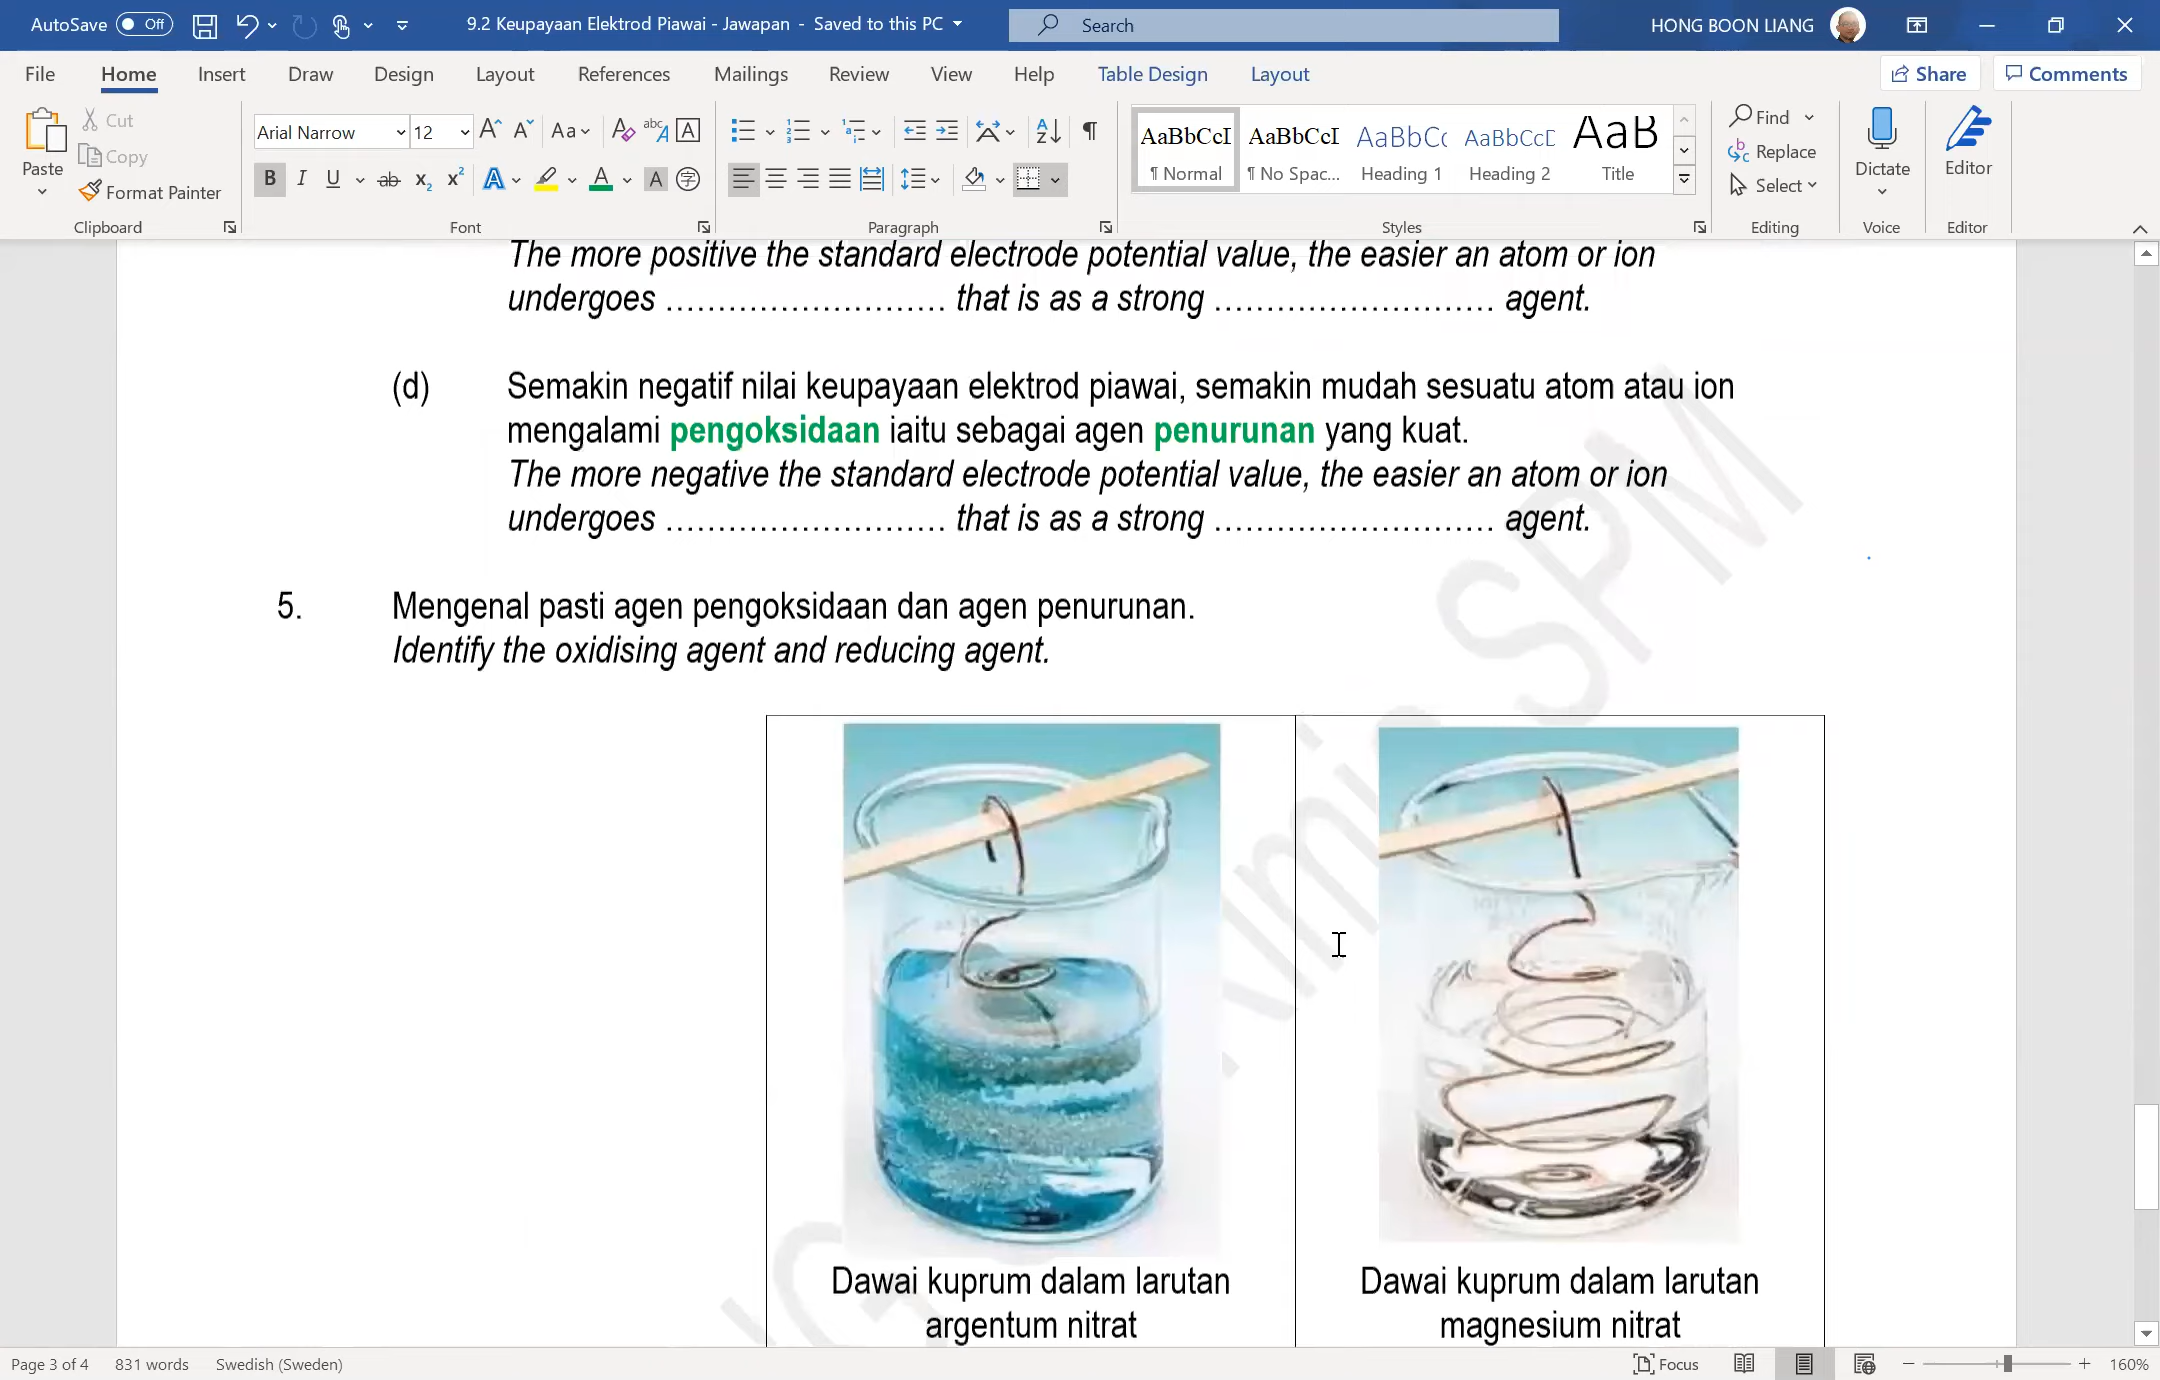 AutoSave Off 9.2 Keupayaan Elektrod Piawai - Jawapan - Saved to this PC Search HONG BOON LIANG
File Home Insert Draw Design Layout References Mailings Review View Help Table Design Layout Share Comments
Paste Cut Copy Format Painter Clipboard
Arial Narrow 12 Font
Paragraph
AaBbCcI ¶ Normal AaBbCcI ¶ No Spac... AaBbCc Heading 1 AaBbCcD Heading 2 AaB Title Styles
Find Replace Select Editing
Dictate Voice
Editor Editor
The more positive the standard electrode potential value, the easier an atom or ion
undergoes ........................... that is as a strong ........................... agent.
(d) Semakin negatif nilai keupayaan elektrod piawai, semakin mudah sesuatu atom atau ion
mengalami pengoksidaan iaitu sebagai agen penurunan yang kuat.
The more negative the standard electrode potential value, the easier an atom or ion
undergoes ........................... that is as a strong ........................... agent.
5. Mengenal pasti agen pengoksidaan dan agen penurunan.
Identify the oxidising agent and reducing agent.
Dawai kuprum dalam larutan
argentum nitrat
Dawai kuprum dalam larutan
magnesium nitrat
SPM
Page 3 of 4 831 words Swedish (Sweden) Focus 160%